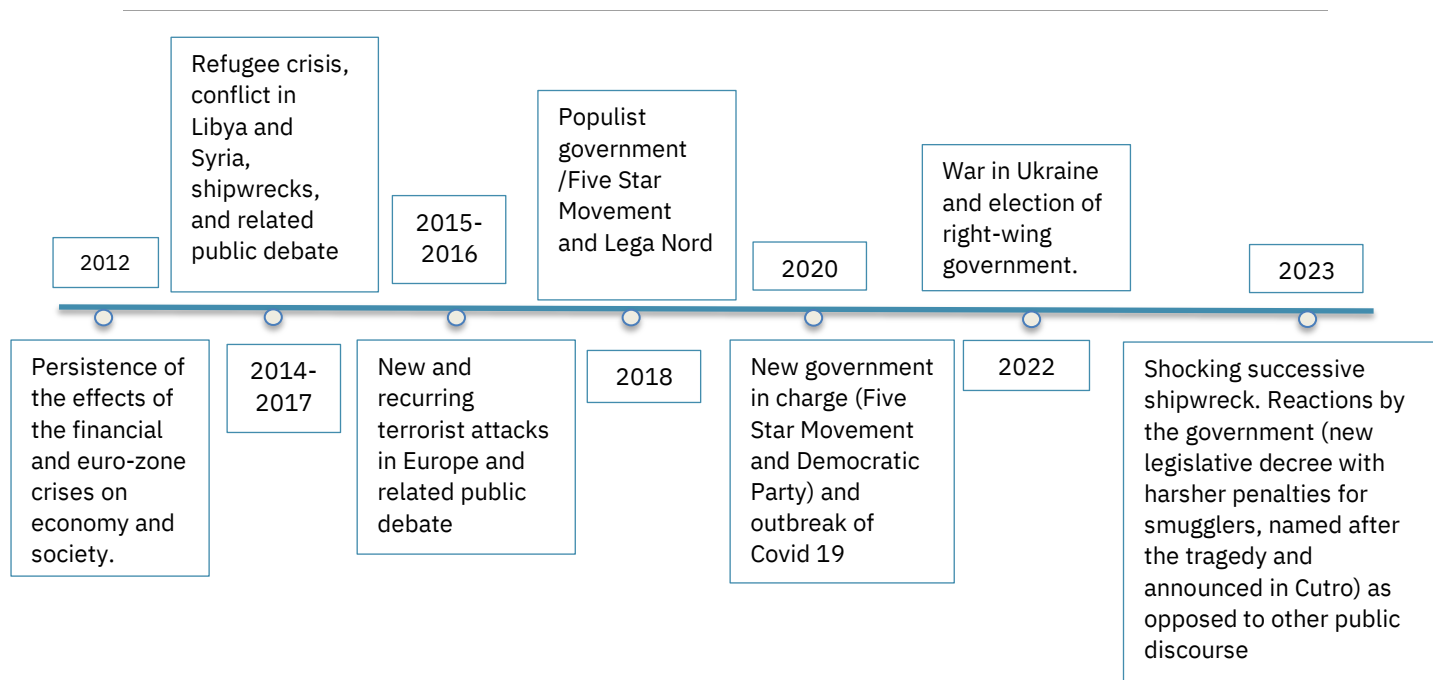 2012
Persistence of
the effects of
the financial
and euro-zone
crises on
economy and
society.
Refugee crisis,
conflict in
Libya and
Syria,
shipwrecks,
and related
public debate
2014-
2017
2015-
2016
New and
recurring
terrorist attacks
in Europe and
related public
debate
Populist
government
/Five Star
Movement
and Lega Nord
2018
2020
New government
in charge (Five
Star Movement
and Democratic
Party) and
outbreak of
Covid 19
War in Ukraine
and election of
right-wing
government.
2022
2023
Shocking successive
shipwreck. Reactions by
the government (new
legislative decree with
harsher penalties for
smugglers, named after
the tragedy and
announced in Cutro) as
opposed to other public
discourse